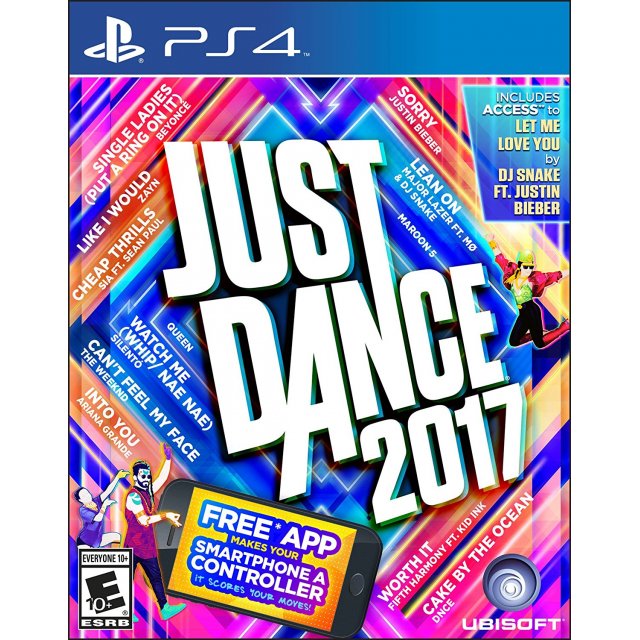 PS4
SINGLE LADIES
(PUT A RING ON IT)
BEYONCÉ
LIKE I WOULD
ZAYN
CHEAP THRILLS
SIA FT. SEAN PAUL
SORRY
JUSTIN BIEBER
LEAN ON
MAJOR LAZER FT. MØ
& DJ SNAKE
MAROON 5
INCLUDES
ACCESS** to
LET ME
LOVE YOU
by
DJ SNAKE
FT. JUSTIN
BIEBER
JUST
DANCE
2017
QUEEN
WATCH ME
(WHIP/ NAE NAE)
SILENTÓ
CAN'T FEEL MY FACE
THE WEEKND
INTO YOU
ARIANA GRANDE
FREE* APP
MAKES YOUR
SMARTPHONE A
CONTROLLER
IT SCORES YOUR MOVES!
WORTH IT
FIFTH HARMONY FT. KID INK
CAKE BY THE OCEAN
DNCE
EVERYONE 10+
E
10+
ESRB
UBISOFT